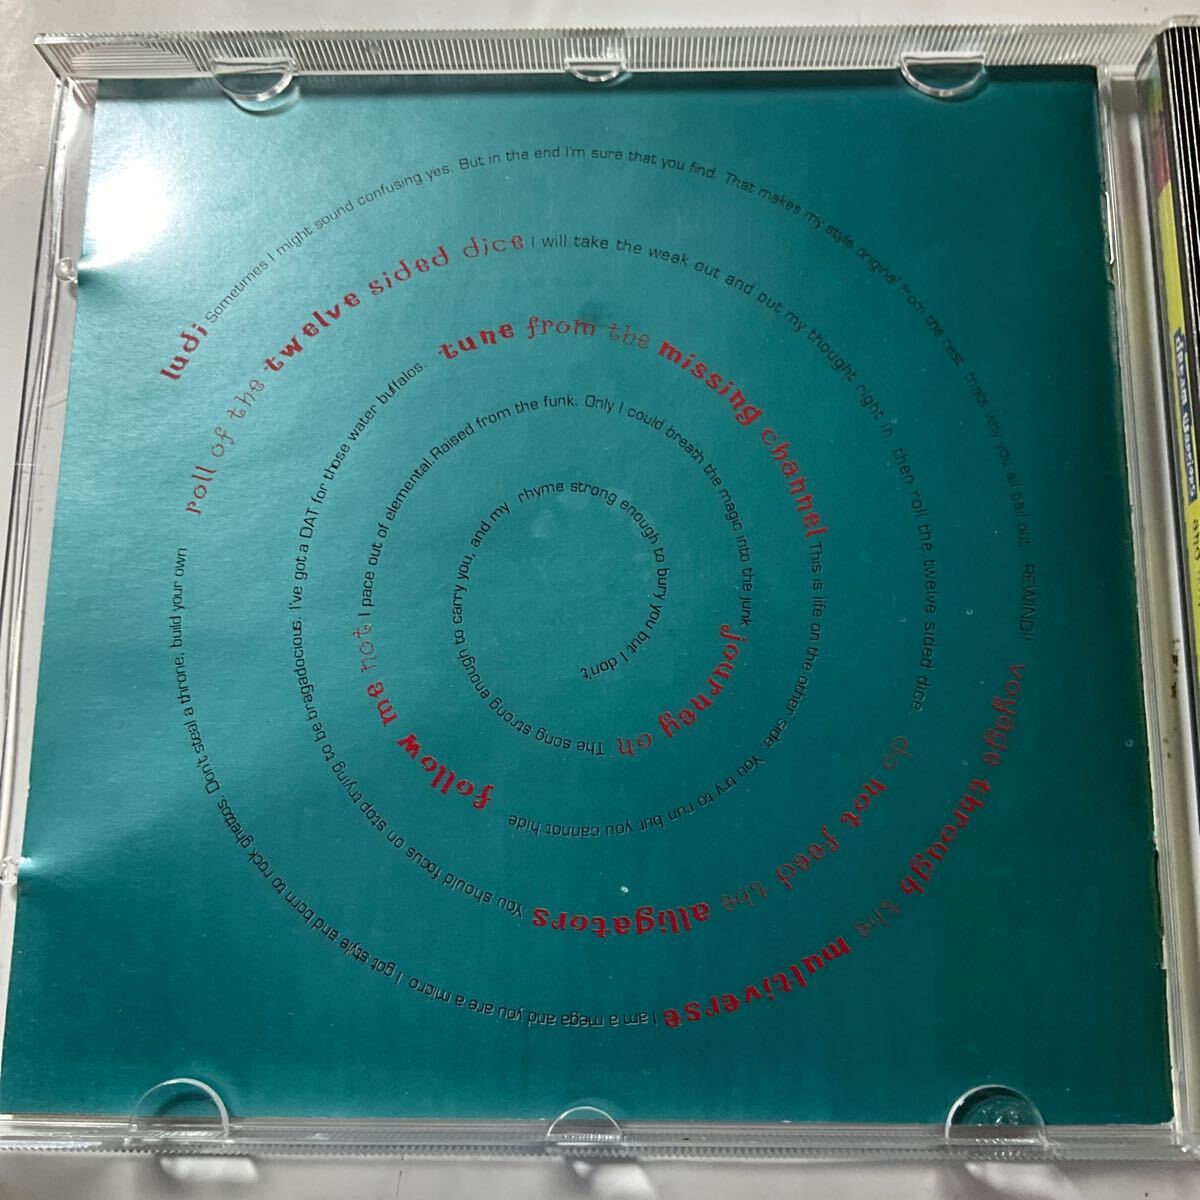 ludi Sometimes I might sound confusing yes. But in the end I'm sure that you find. That makes my style original from the rest, thats why you all bail out. REWIND!!
voyage through the multiverse I am a mega and you are a micro. I got style and born to rock ghettos. Don't steal a throne, build your own
roll of the twelve sided dice I will take the weak out and put my thought right in, then roll the twelve sided dice
do not feed the alligators You should focus on stop trying to be bragadocious. I've got a DAT for those water buffalos.
tune from the missing channel This is life on the other side. You try to run but you cannot hide
follow me not I pace out of elemental. Raised from the funk. Only I could breath the magic into the junk
journey on The song strong enough to carry you, and my rhyme strong enough to bury you but I don't